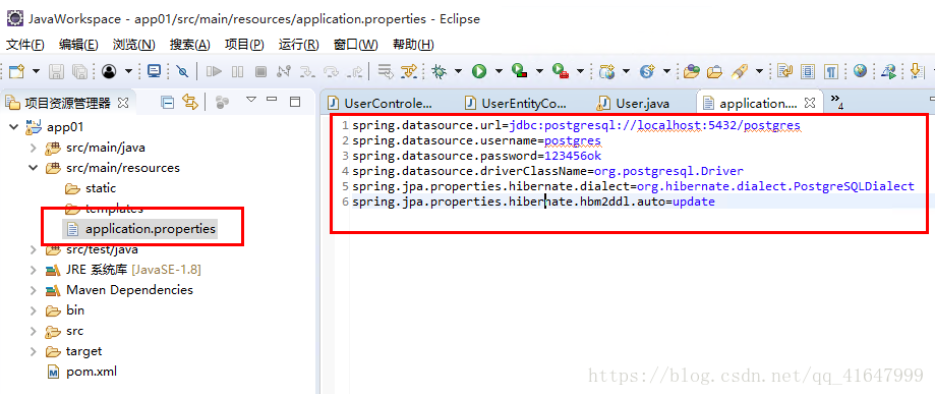 JavaWorkspace - app01/src/main/resources/application.properties - Eclipse
文件(F) 编辑(E) 浏览(N) 搜索(A) 项目(P) 运行(R) 窗口(W) 帮助(H)
项目资源管理器
UserControle... UserEntityCo... User.java application.... »4
app01
src/main/java
src/main/resources
static
templates
application.properties
src/test/java
JRE 系统库 [JavaSE-1.8]
Maven Dependencies
bin
src
target
pom.xml
1 spring.datasource.url=jdbc:postgresql://localhost:5432/postgres
2 spring.datasource.username=postgres
3 spring.datasource.password=123456ok
4 spring.datasource.driverClassName=org.postgresql.Driver
5 spring.jpa.properties.hibernate.dialect=org.hibernate.dialect.PostgreSQLDialect
6 spring.jpa.properties.hibernate.hbm2ddl.auto=update
https://blog.csdn.net/qq_41647999